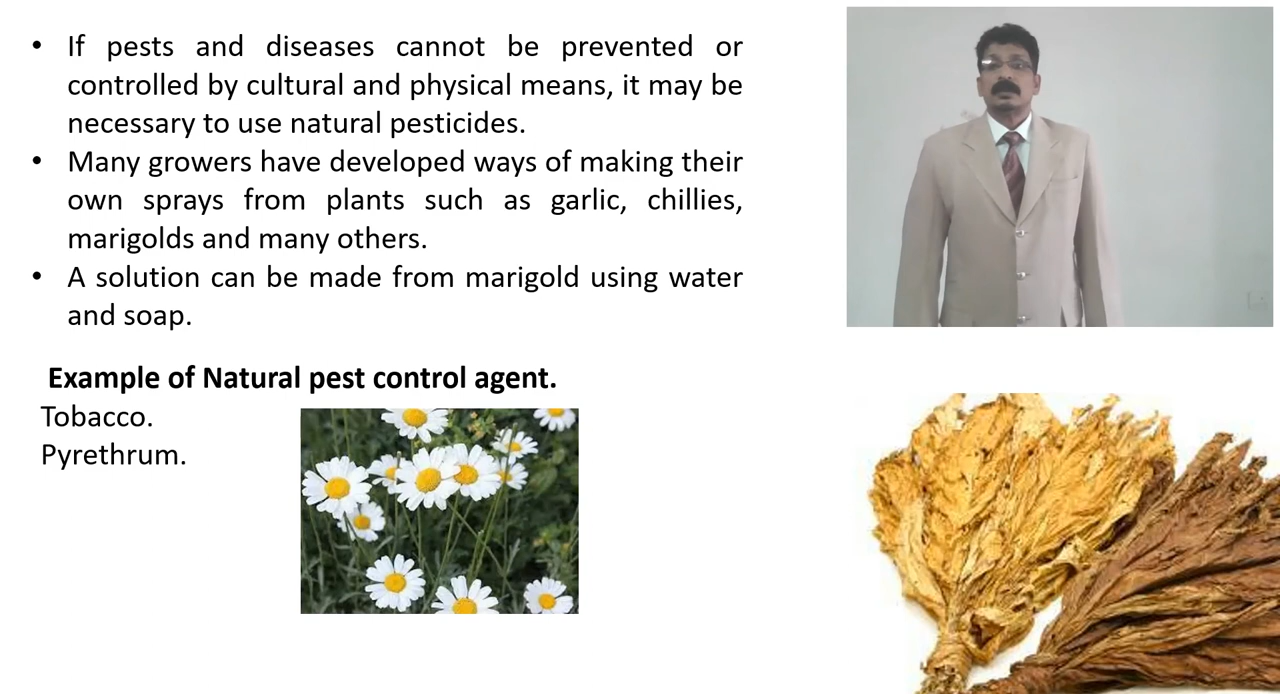 • If pests and diseases cannot be prevented or
controlled by cultural and physical means, it may be
necessary to use natural pesticides.
• Many growers have developed ways of making their
own sprays from plants such as garlic, chillies,
marigolds and many others.
• A solution can be made from marigold using water
and soap.
Example of Natural pest control agent.
Tobacco.
Pyrethrum.